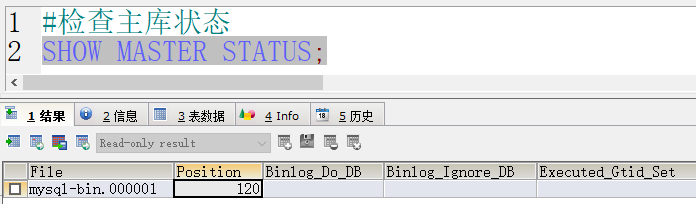 1 #检查主库状态
2 SHOW MASTER STATUS;
1 结果 2 信息 3 表数据 4 Info 18 5 历史
Read-only result
File Position Binlog_Do_DB Binlog_Ignore_DB Executed_Gtid_Set
mysql-bin.000001 120